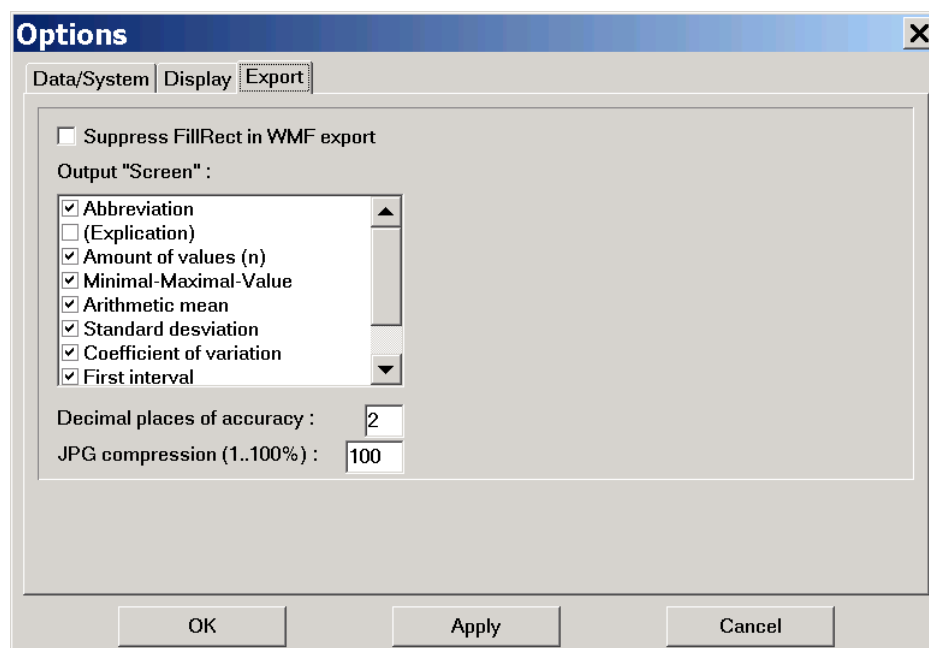 Options
Data/System Display Export
Suppress FillRect in WMF export
Output "Screen" :
Abbreviation
(Explication)
Amount of values (n)
Minimal-Maximal-Value
Arithmetic mean
Standard desviation
Coefficient of variation
First interval
Decimal places of accuracy : 2
JPG compression (1..100%) : 100
OK Apply Cancel